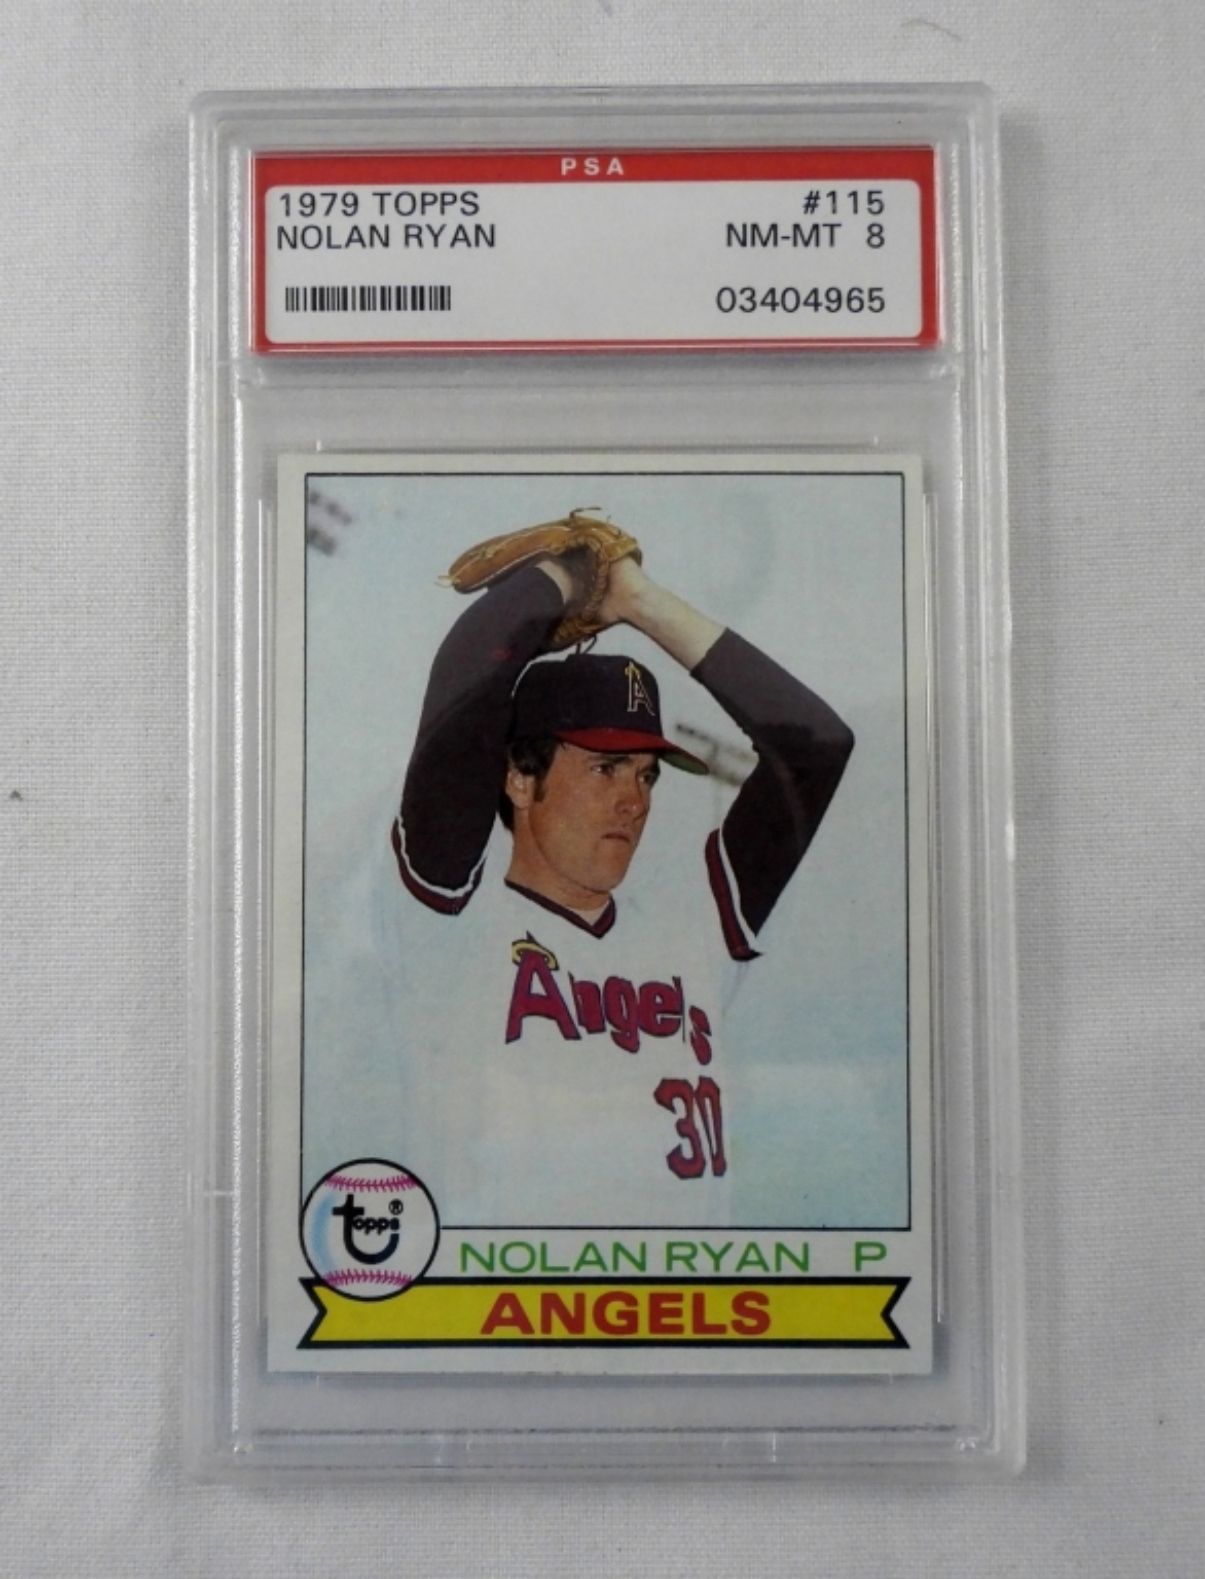 PSA
1979 TOPPS #115
NOLAN RYAN NM-MT 8
03404965
A
Angels
30
topps®
NOLAN RYAN P
ANGELS